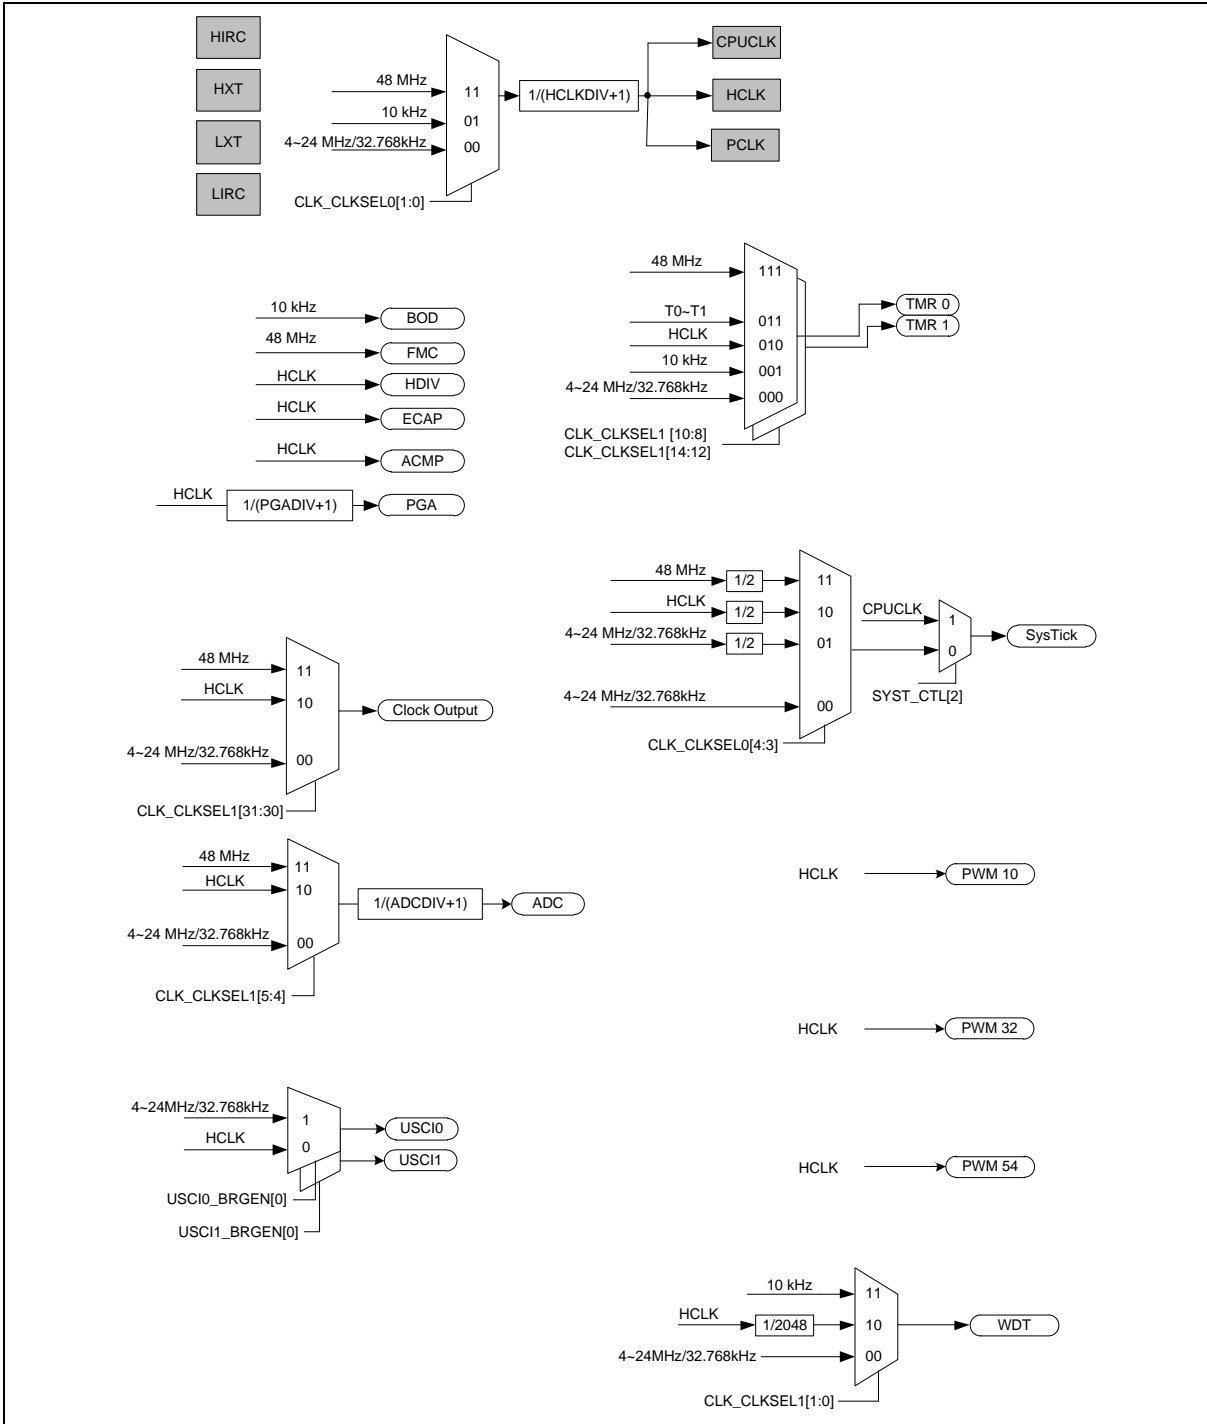 HIRC
HXT
LXT
LIRC
48 MHz
10 kHz
4~24 MHz/32.768kHz
11
01
00
CLK_CLKSEL0[1:0]
1/(HCLKDIV+1)
CPUCLK
HCLK
PCLK
10 kHz
BOD
48 MHz
FMC
HCLK
HDIV
HCLK
ECAP
HCLK
ACMP
HCLK
1/(PGADIV+1)
PGA
48 MHz
T0~T1
HCLK
10 kHz
4~24 MHz/32.768kHz
111
011
010
001
000
CLK_CLKSEL1 [10:8]
CLK_CLKSEL1[14:12]
TMR 0
TMR 1
48 MHz
1/2
11
HCLK
1/2
10
4~24 MHz/32.768kHz
1/2
01
4~24 MHz/32.768kHz
00
CLK_CLKSEL0[4:3]
CPUCLK
1
0
SYST_CTL[2]
SysTick
48 MHz
11
HCLK
10
4~24 MHz/32.768kHz
00
CLK_CLKSEL1[31:30]
Clock Output
48 MHz
11
HCLK
10
4~24 MHz/32.768kHz
00
CLK_CLKSEL1[5:4]
1/(ADCDIV+1)
ADC
HCLK
PWM 10
HCLK
PWM 32
HCLK
PWM 54
4~24MHz/32.768kHz
1
HCLK
0
USCI0_BRGEN[0]
USCI1_BRGEN[0]
USCI0
USCI1
10 kHz
11
HCLK
1/2048
10
4~24MHz/32.768kHz
00
CLK_CLKSEL1[1:0]
WDT